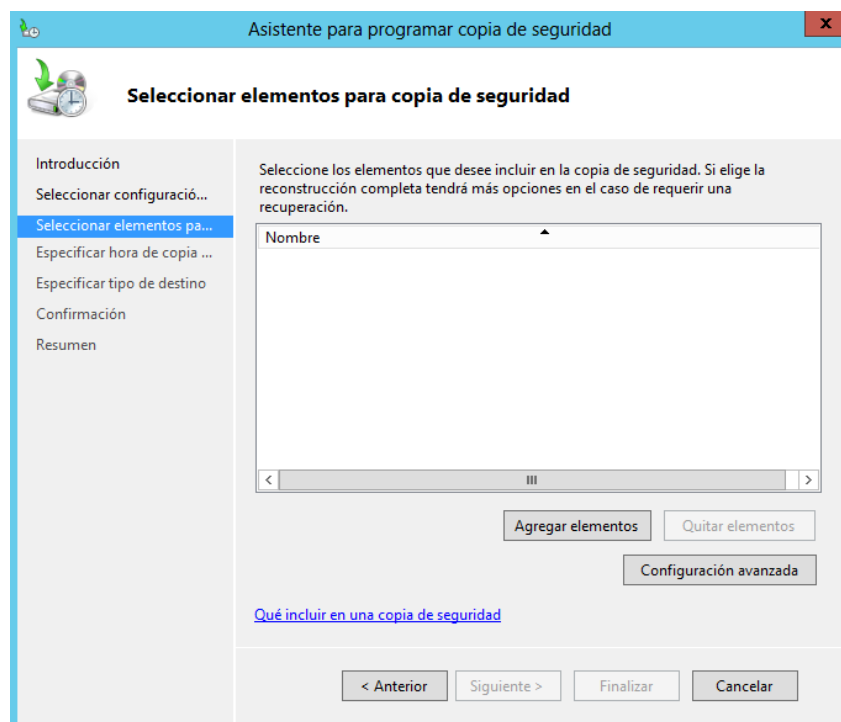 Asistente para programar copia de seguridad
x
Seleccionar elementos para copia de seguridad
Introducción
Seleccionar configuració...
Seleccionar elementos pa...
Especificar hora de copia ...
Especificar tipo de destino
Confirmación
Resumen
Seleccione los elementos que desee incluir en la copia de seguridad. Si elige la
reconstrucción completa tendrá más opciones en el caso de requerir una
recuperación.
Nombre
Agregar elementos
Quitar elementos
Configuración avanzada
Qué incluir en una copia de seguridad
< Anterior
Siguiente >
Finalizar
Cancelar